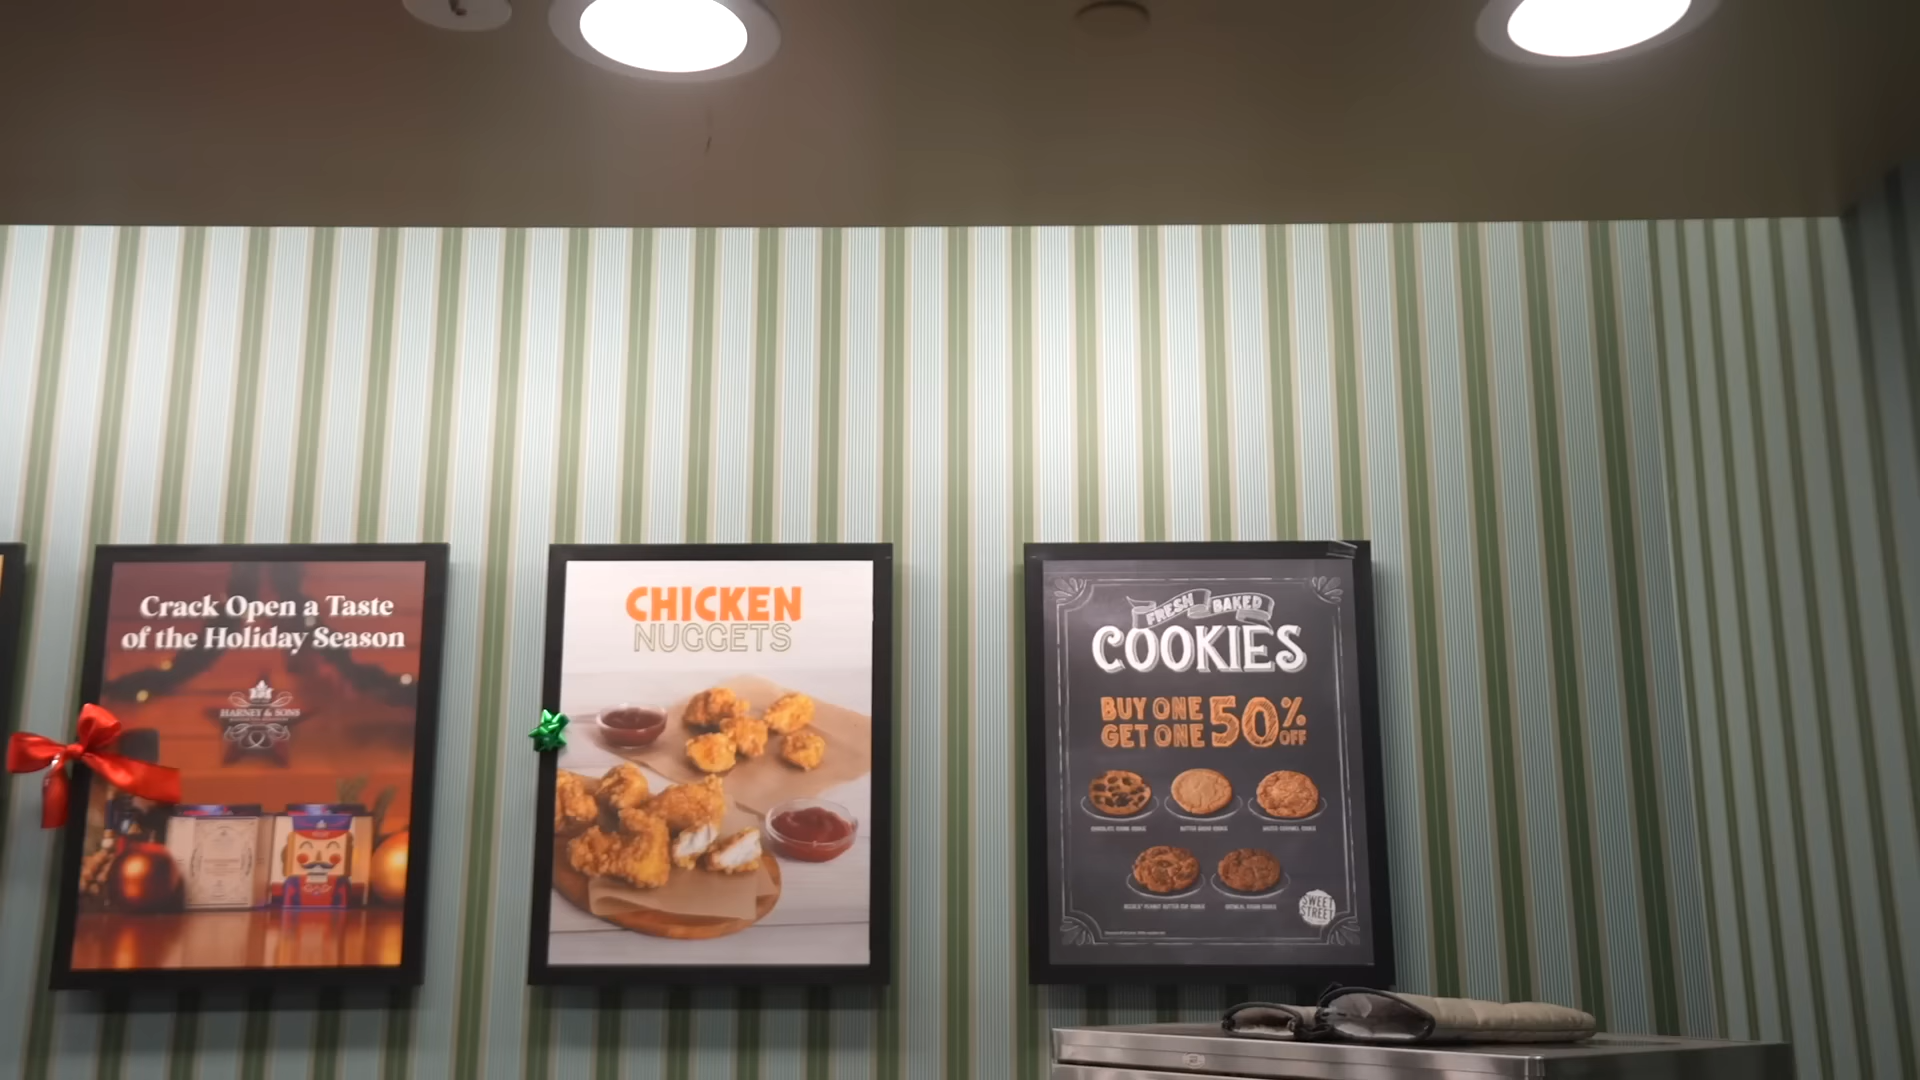 Crack Open a Taste
of the Holiday Season
HARNEY & SONS
CHICKEN
NUGGETS
FRESH BAKED
COOKIES
BUY ONE
GET ONE
50%
OFF
SWEET
STREET